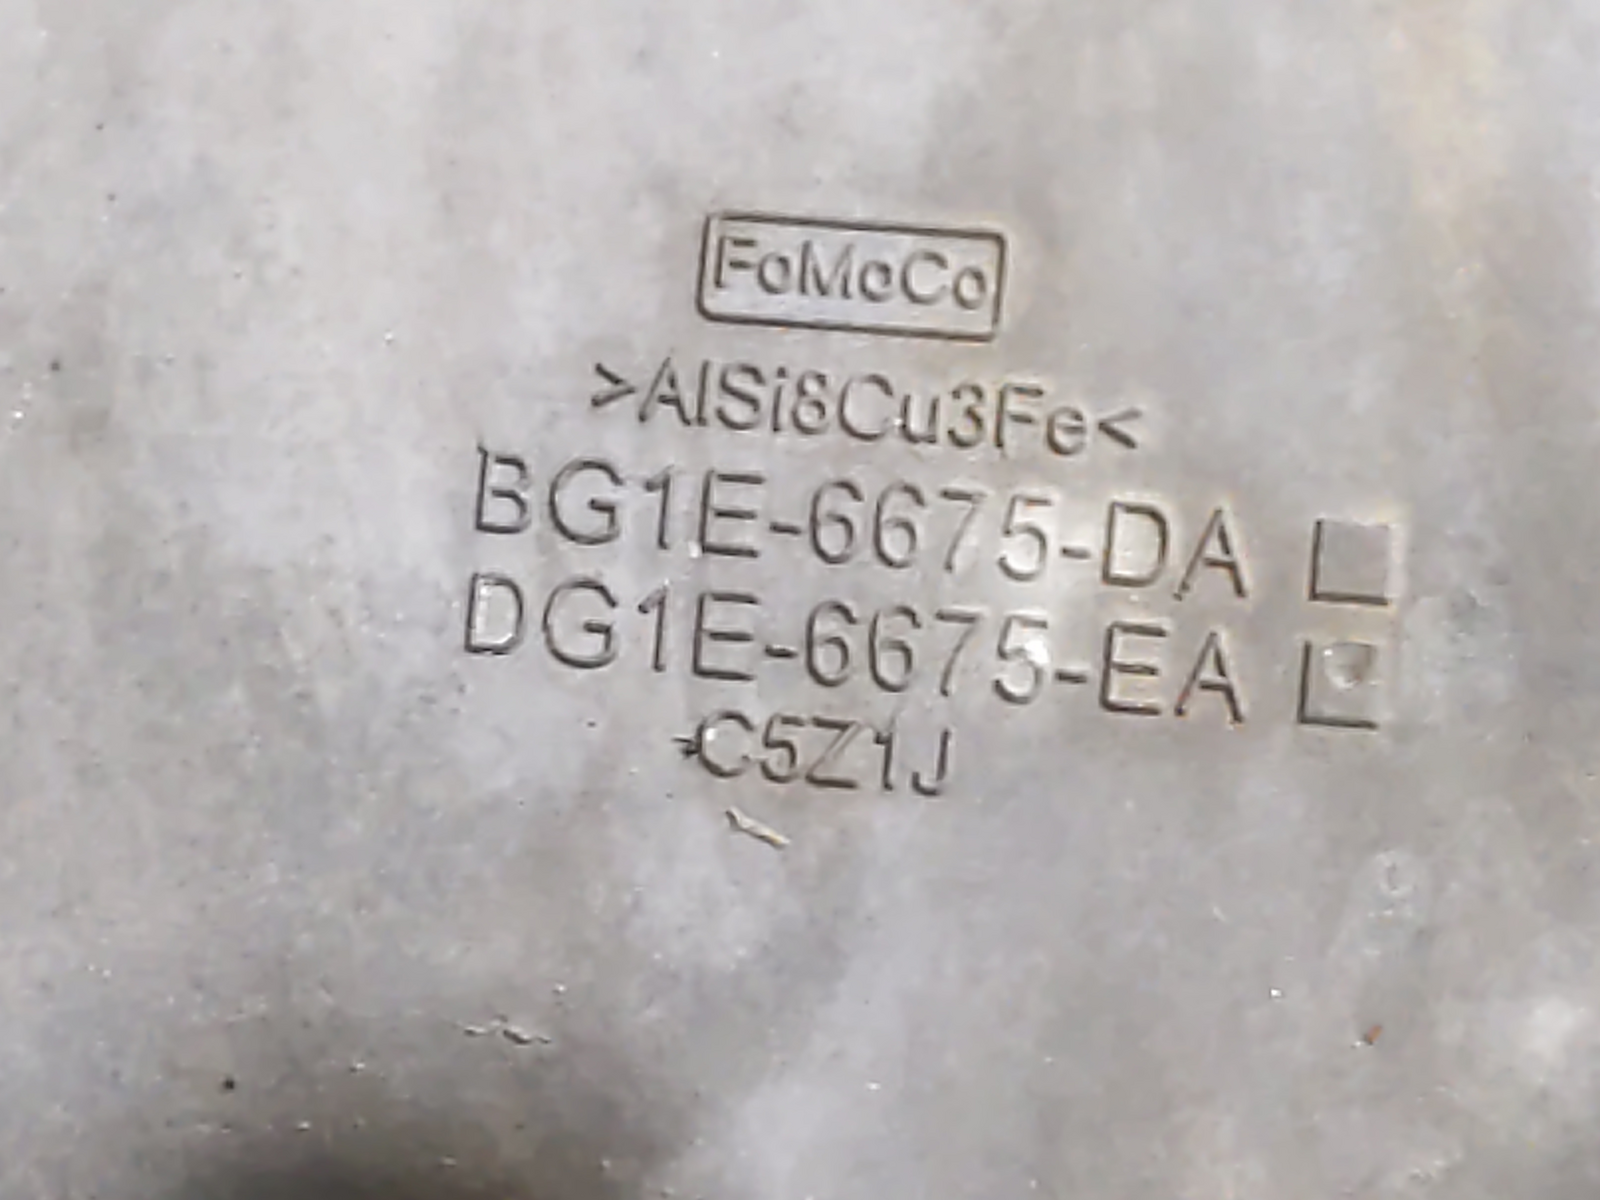 FoMoCo
>AlSi8Cu3Fe<
BG1E-6675-DA
DG1E-6675-EA
C5Z1J